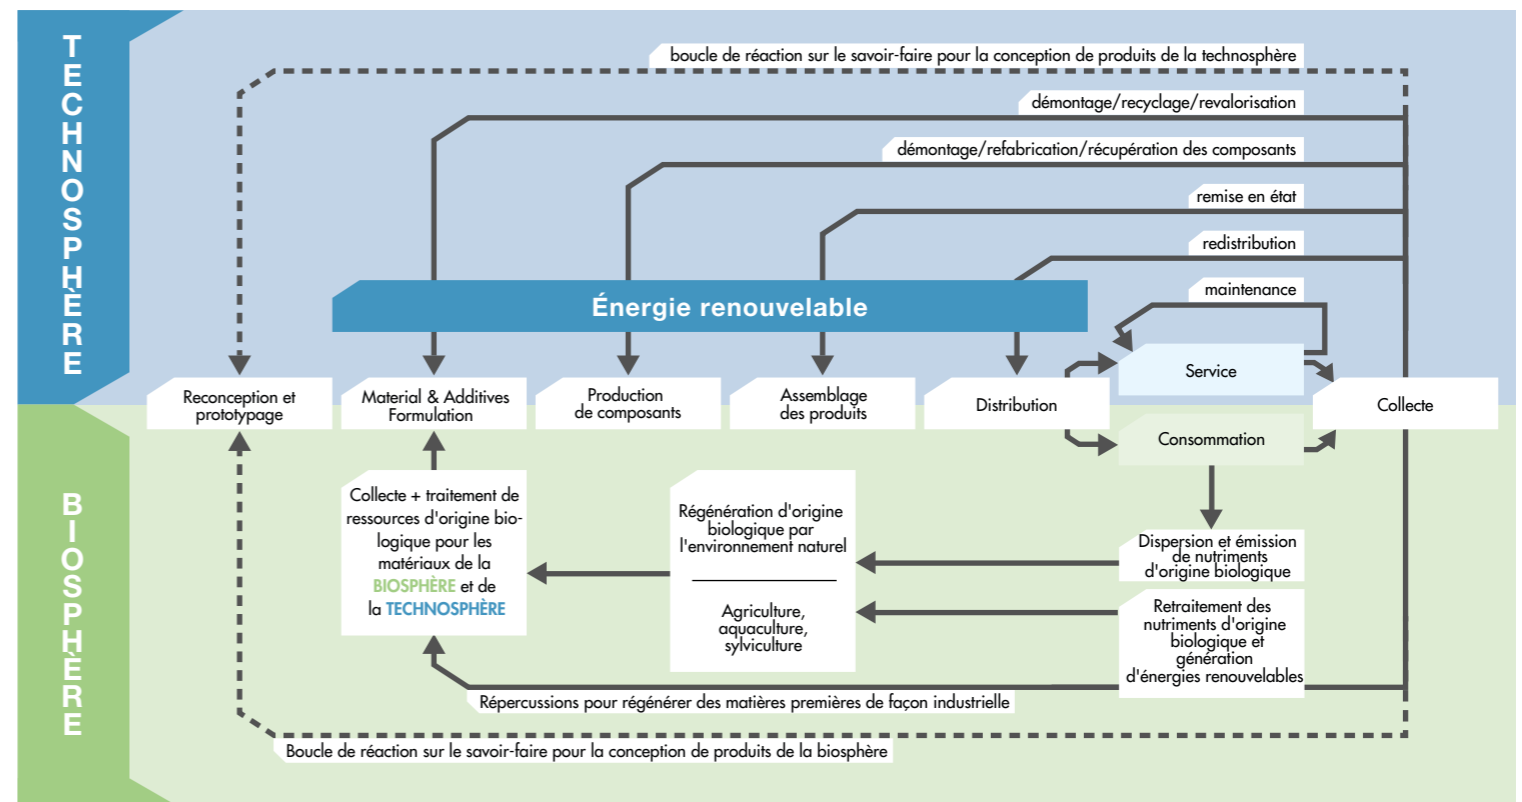 TECHNOSPHÈRE
boucle de réaction sur le savoir-faire pour la conception de produits de la technosphère
démontage/recyclage/revalorisation
démontage/refabrication/récupération des composants
remise en état
redistribution
maintenance
Énergie renouvelable
Reconception et
prototypage
Material & Additives
Formulation
Production
de composants
Assemblage
des produits
Distribution
Service
Consommation
Collecte
BIOSPHÈRE
Collecte + traitement de
ressources d'origine bio-
logique pour les
matériaux de la
BIOSPHÈRE et de
la TECHNOSPHÈRE
Régénération d'origine
biologique par
l'environnement naturel
Agriculture,
aquaculture,
sylviculture
Dispersion et émission
de nutriments
d'origine biologique
Retraitement des
nutriments d'origine
biologique et
génération
d'énergies renouvelables
Répercussions pour régénérer des matières premières de façon industrielle
Boucle de réaction sur le savoir-faire pour la conception de produits de la biosphère